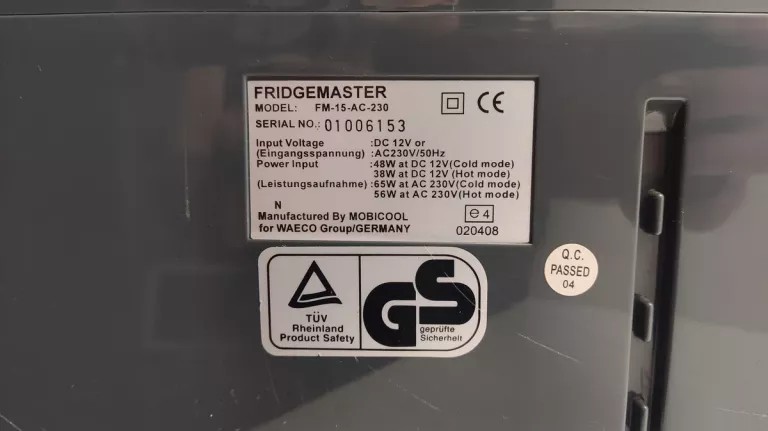 FRIDGEMASTER
MODEL: FM-15-AC-230
SERIAL NO.: 01006153
Input Voltage :DC 12V or
(Eingangsspannung) :AC230V/50Hz
Power Input :48W at DC 12V(Cold mode)
38W at DC 12V(Hot mode)
(Leistungsaufnahme) :65W at AC 230V(Cold mode)
56W at AC 230V(Hot mode)
N
Manufactured By MOBICOOL
for WAECO Group/GERMANY
CE
e 4
020408
Q.C.
PASSED
04
TÜV
Rheinland
Product Safety
GS
geprüfte
Sicherheit